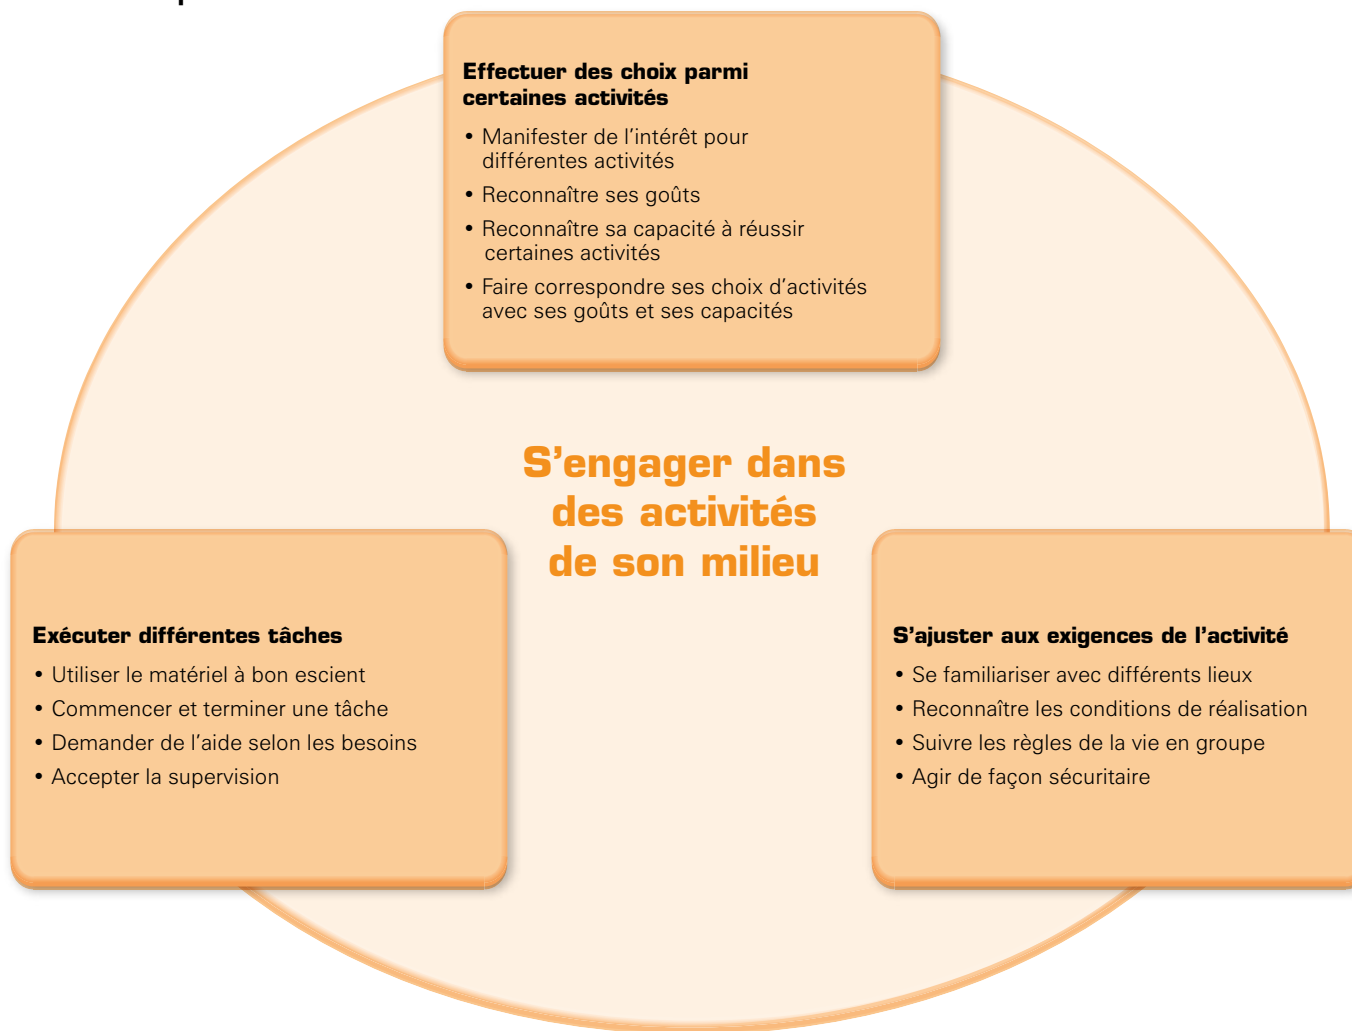 Effectuer des choix parmi
certaines activités
• Manifester de l’intérêt pour
différentes activités
• Reconnaître ses goûts
• Reconnaître sa capacité à réussir
certaines activités
• Faire correspondre ses choix d’activités
avec ses goûts et ses capacités
S’engager dans
des activités
de son milieu
Exécuter différentes tâches
• Utiliser le matériel à bon escient
• Commencer et terminer une tâche
• Demander de l’aide selon les besoins
• Accepter la supervision
S’ajuster aux exigences de l’activité
• Se familiariser avec différents lieux
• Reconnaître les conditions de réalisation
• Suivre les règles de la vie en groupe
• Agir de façon sécuritaire